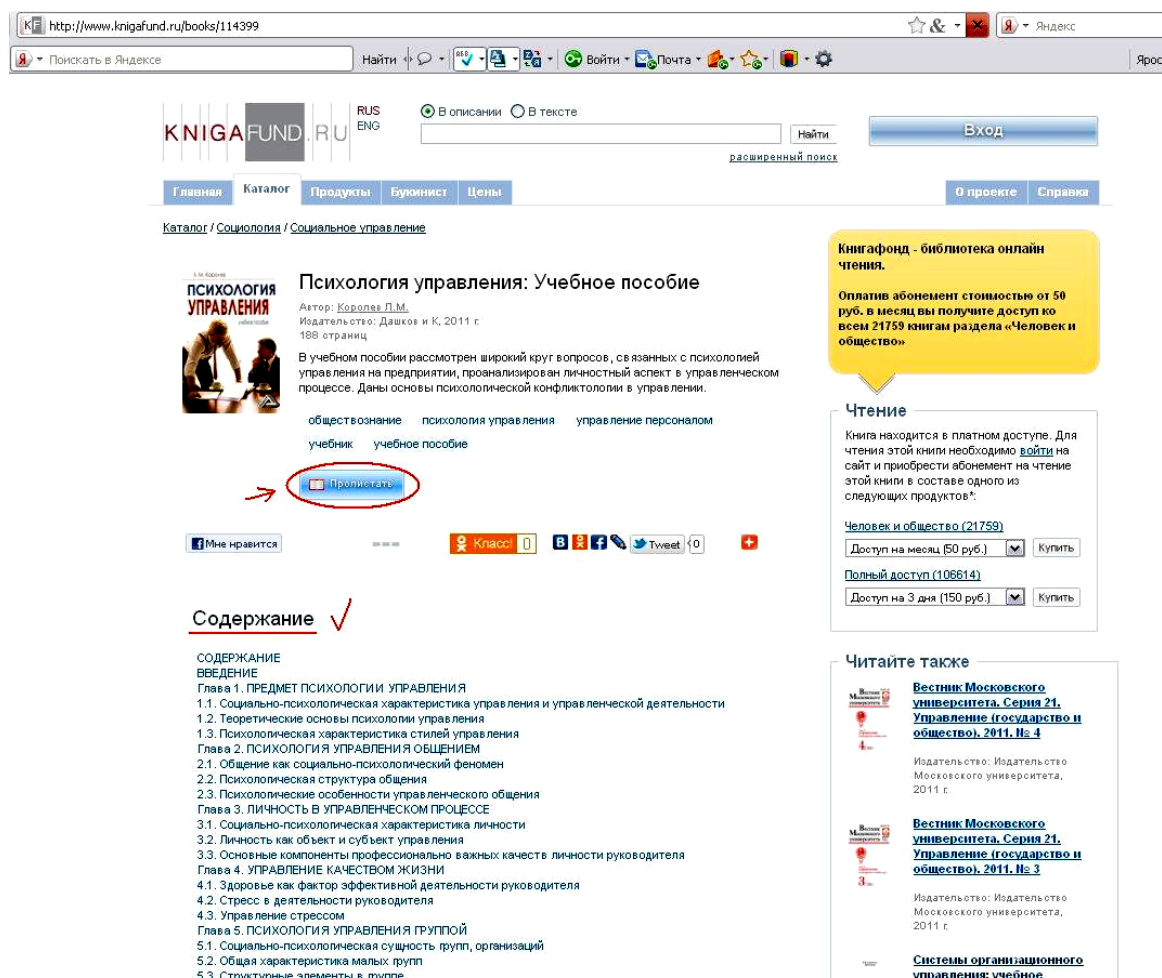 KF http://www.knigafund.ru/books/114399
Я Яндекс
Я Поискать в Яндексе Найти Войти Почта Ярос
KNIGAFUND.RU
RUS
ENG
В описании В тексте
Найти
расширенный поиск
Вход
Главная Каталог Продукты Букинист Цены О проекте Справка
Каталог / Социология / Социальное управление
ПСИХОЛОГИЯ
УПРАВЛЕНИЯ
Психология управления: Учебное пособие
Автор: Королев Л.М.
Издательство: Дашков и К, 2011 г.
188 страниц
В учебном пособии рассмотрен широкий круг вопросов, связанных с психологией
управления на предприятии, проанализирован личностный аспект в управленческом
процессе. Даны основы психологической конфликтологии в управлении.
обществознание психология управления управление персоналом
учебник учебное пособие
Пролистать
Мне нравится Класс! 0 Tweet 0
Содержание
СОДЕРЖАНИЕ
ВВЕДЕНИЕ
Глава 1. ПРЕДМЕТ ПСИХОЛОГИИ УПРАВЛЕНИЯ
1.1. Социально-психологическая характеристика управления и управленческой деятельности
1.2. Теоретические основы психологии управления
1.3. Психологическая характеристика стилей управления
Глава 2. ПСИХОЛОГИЯ УПРАВЛЕНИЯ ОБЩЕНИЕМ
2.1. Общение как социально-психологический феномен
2.2. Психологическая структура общения
2.3. Психологические особенности управленческого общения
Глава 3. ЛИЧНОСТЬ В УПРАВЛЕНЧЕСКОМ ПРОЦЕССЕ
3.1. Социально-психологическая характеристика личности
3.2. Личность как объект и субъект управления
3.3. Основные компоненты профессионально важных качеств личности руководителя
Глава 4. УПРАВЛЕНИЕ КАЧЕСТВОМ ЖИЗНИ
4.1. Здоровье как фактор эффективной деятельности руководителя
4.2. Стресс в деятельности руководителя
4.3. Управление стрессом
Глава 5. ПСИХОЛОГИЯ УПРАВЛЕНИЯ ГРУППОЙ
5.1. Социально-психологическая сущность групп, организаций
5.2. Общая характеристика малых групп
5.3. Структурные элементы в группе
Книгафонд - библиотека онлайн
чтения.
Оплатив абонемент стоимостью от 50
руб. в месяц вы получите доступ ко
всем 21759 книгам раздела «Человек и
общество»
Чтение
Книга находится в платном доступе. Для
чтения этой книги необходимо войти на
сайт и приобрести абонемент на чтение
этой книги в составе одного из
следующих продуктов*:
Человек и общество (21759)
Доступ на месяц (50 руб.) Купить
Полный доступ (106614)
Доступ на 3 дня (150 руб.) Купить
Читайте также
Вестник Московского
университета. Серия 21.
Управление (государство и
общество). 2011. № 4
Издательство: Издательство
Московского университета,
2011 г.
Вестник Московского
университета. Серия 21.
Управление (государство и
общество). 2011. № 3
Издательство: Издательство
Московского университета,
2011 г.
Системы организационного
управления: учебное